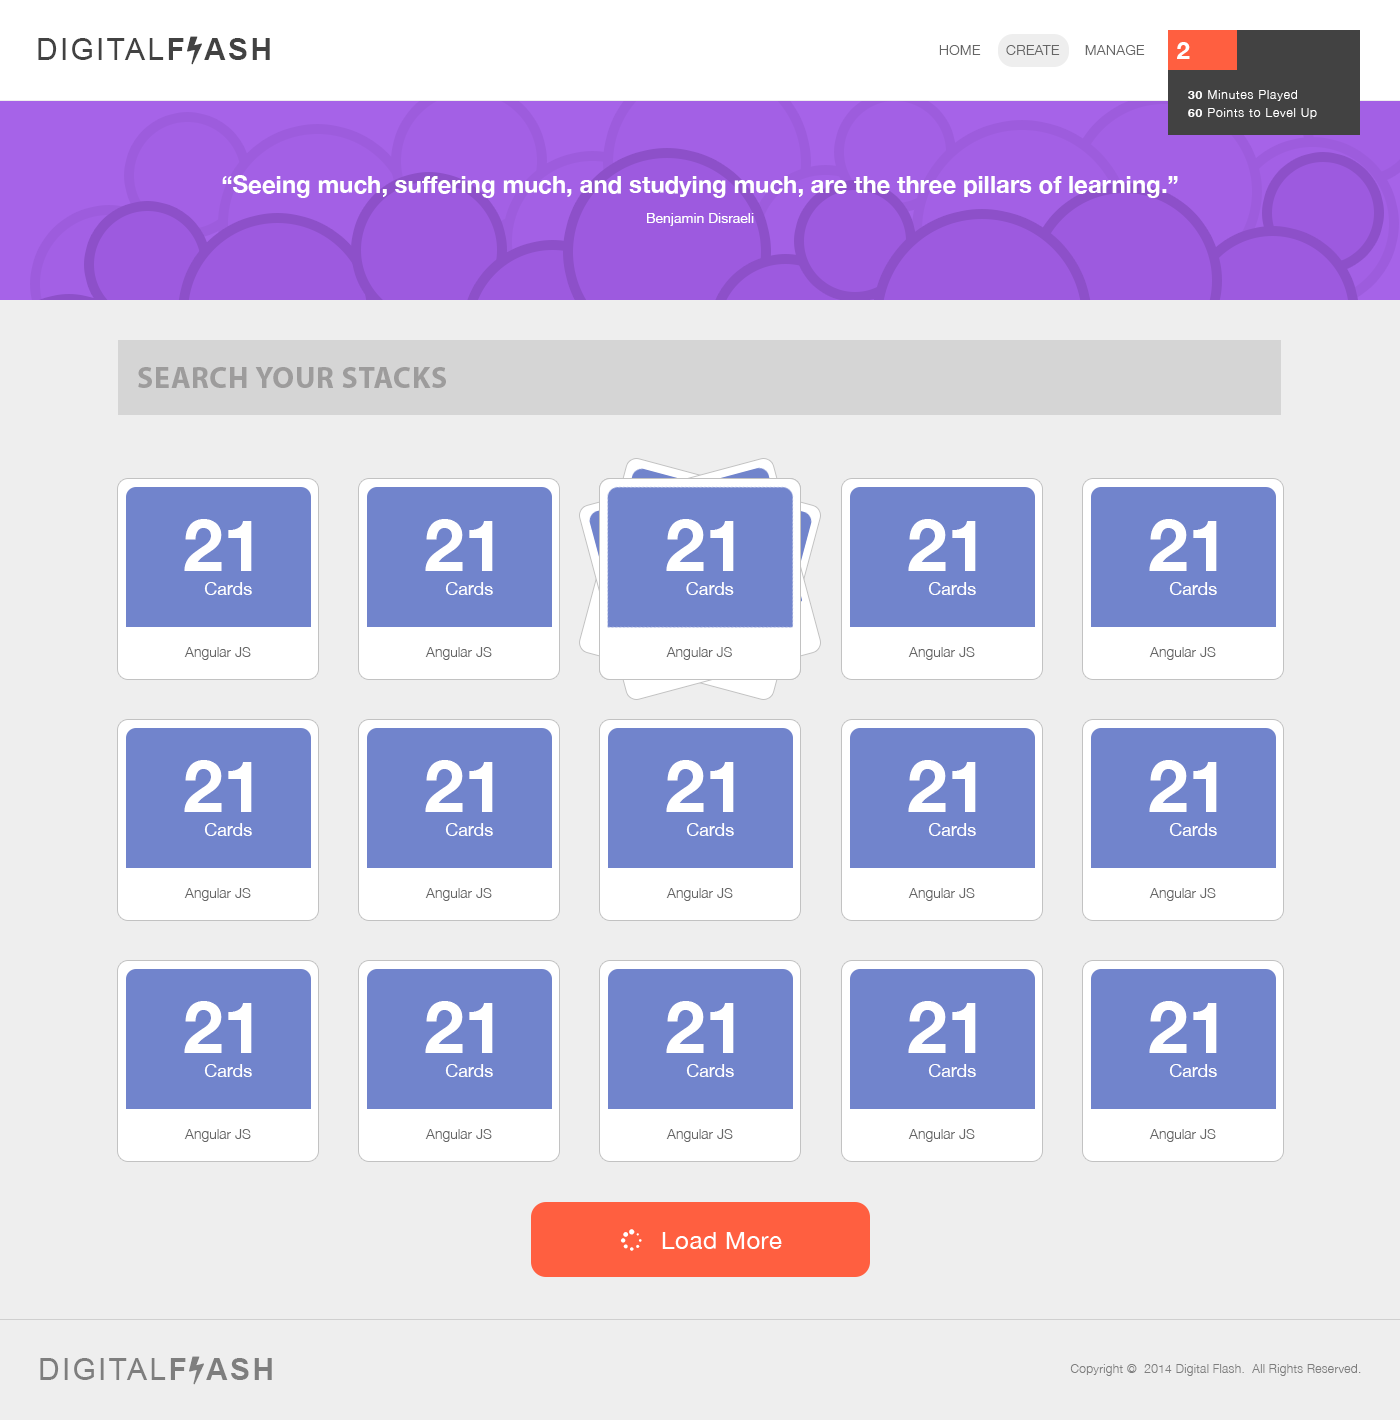 DIGITALFLASH
HOME CREATE MANAGE
2
30 Minutes Played
60 Points to Level Up
“Seeing much, suffering much, and studying much, are the three pillars of learning.”
Benjamin Disraeli
SEARCH YOUR STACKS
21 21 21 21 21
Cards Cards Cards Cards Cards
Angular JS Angular JS Angular JS Angular JS Angular JS
21 21 21 21 21
Cards Cards Cards Cards Cards
Angular JS Angular JS Angular JS Angular JS Angular JS
21 21 21 21 21
Cards Cards Cards Cards Cards
Angular JS Angular JS Angular JS Angular JS Angular JS
Load More
DIGITALFLASH
Copyright © 2014 Digital Flash. All Rights Reserved.